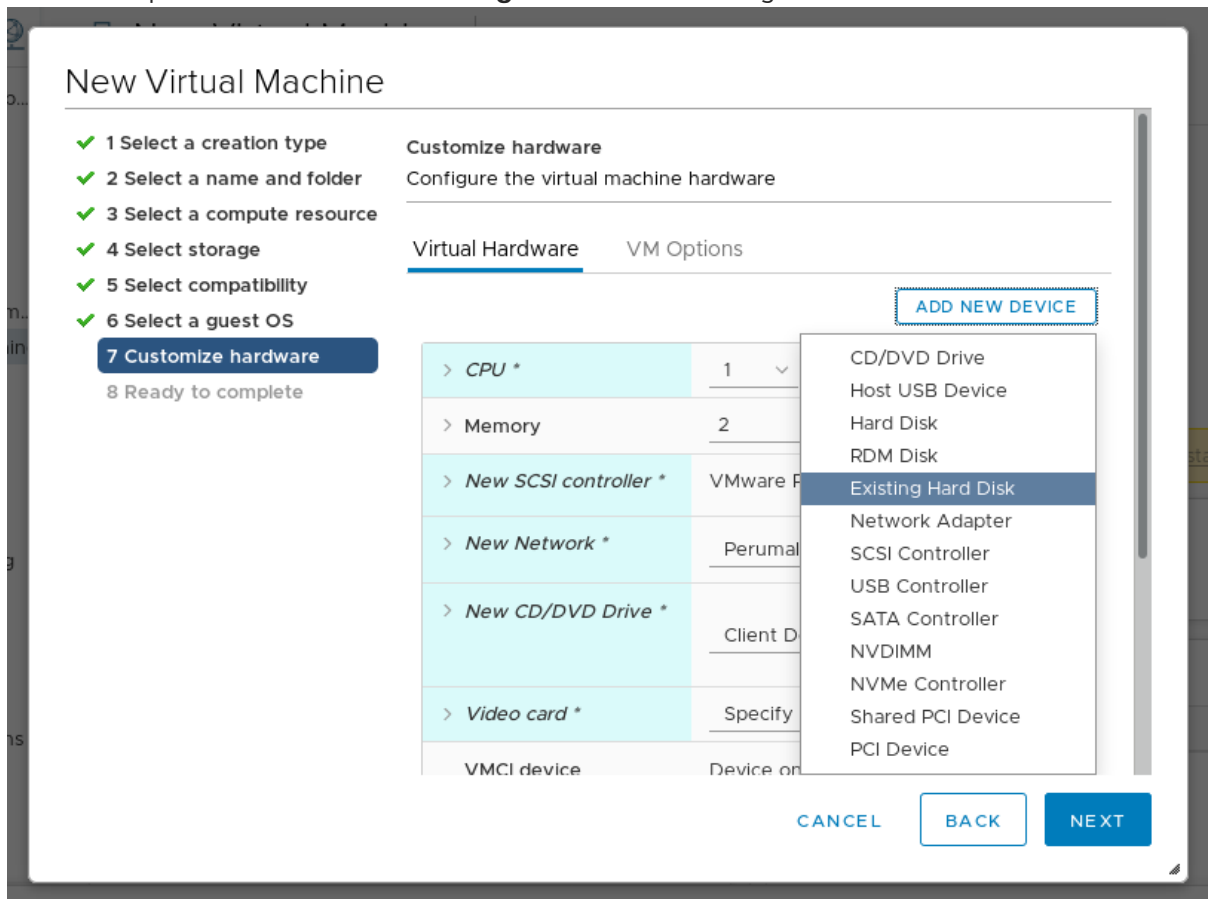 New Virtual Machine
1 Select a creation type
2 Select a name and folder
3 Select a compute resource
4 Select storage
5 Select compatibility
6 Select a guest OS
7 Customize hardware
8 Ready to complete
Customize hardware
Configure the virtual machine hardware
Virtual Hardware VM Options
ADD NEW DEVICE
CPU * 1
Memory 2
New SCSI controller * VMware
New Network * Perumal
New CD/DVD Drive * Client
Video card * Specify
VMCI device Device on
CD/DVD Drive
Host USB Device
Hard Disk
RDM Disk
Existing Hard Disk
Network Adapter
SCSI Controller
USB Controller
SATA Controller
NVDIMM
NVMe Controller
Shared PCI Device
PCI Device
CANCEL BACK NEXT